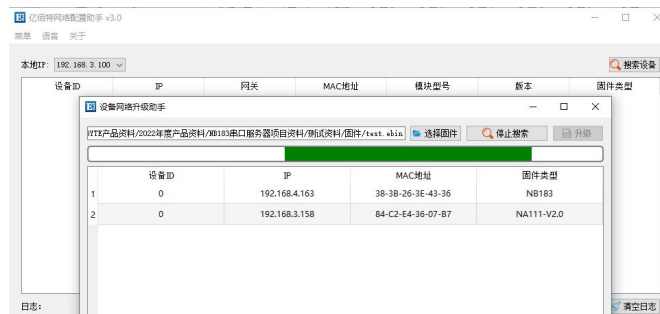 亿佰特网络配置助手 v3.0
菜单 语言 关于
本地IP: 192.168.3.100 搜索设备
设备ID IP 网关 MAC地址 模块型号 版本 固件类型
设备网络升级助手
YTE产品资料/2022年度产品资料/NB183串口服务器项目资料/测试资料/固件/test.ebin 选择固件 停止搜索 升级
设备ID IP MAC地址 固件类型
1 0 192.168.4.163 38-3B-26-3E-43-36 NB183
2 0 192.168.3.158 84-C2-E4-36-07-B7 NA111-V2.0
日志: 清空日志